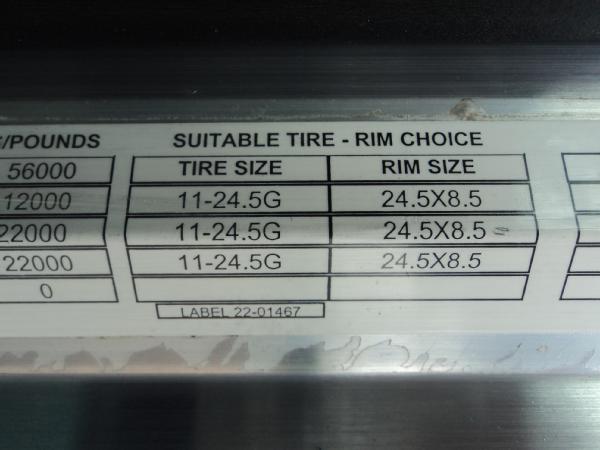 /POUNDS SUITABLE TIRE - RIM CHOICE
56000 TIRE SIZE RIM SIZE
12000 11-24.5G 24.5X8.5
22000 11-24.5G 24.5X8.5
22000 11-24.5G 24.5X8.5
0
LABEL 22-01467